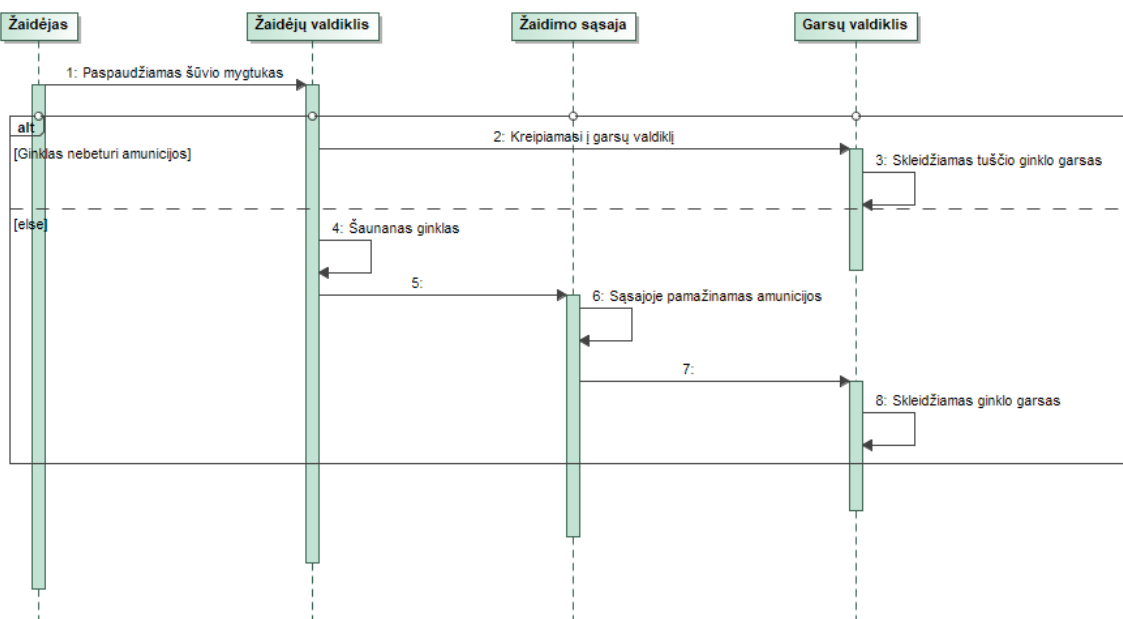 Žaidėjas
Žaidėjų valdiklis
Žaidimo sąsaja
Garsų valdiklis
1: Paspaudžiamas šūvio mygtukas
alt
2: Kreipiamasi į garsų valdiklį
[Ginklas nebeturi amunicijos]
3: Skleidžiamas tuščio ginklo garsas
[else]
4: Šaunanas ginklas
5:
6: Sąsajoje pamažinamas amunicijos
7:
8: Skleidžiamas ginklo garsas